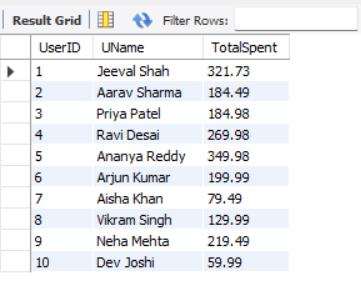 Result Grid Filter Rows:
UserID UName TotalSpent
1 Jeeval Shah 321.73
2 Aarav Sharma 184.49
3 Priya Patel 184.98
4 Ravi Desai 269.98
5 Ananya Reddy 349.98
6 Arjun Kumar 199.99
7 Aisha Khan 79.49
8 Vikram Singh 129.99
9 Neha Mehta 219.49
10 Dev Joshi 59.99